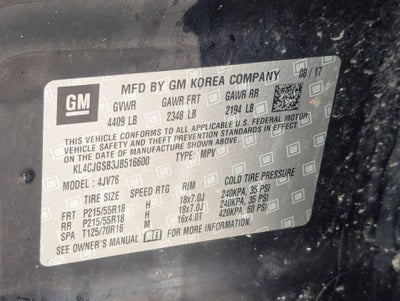 GM
MFD BY GM KOREA COMPANY 08 / 17
GVWR GAWR FRT GAWR RR
4409 LB 2348 LB 2194 LB
THIS VEHICLE CONFORMS TO ALL APPLICABLE U.S. FEDERAL MOTOR
VEHICLE SAFETY AND THEFT PREVENTION STANDARDS IN EFFECT
ON THE DATE OF MANUFACTURE SHOWN ABOVE.
KL4CJGSB3JB516600 TYPE: MPV
MODEL : 4JV76
TIRE SIZE SPEED RTG RIM COLD TIRE PRESSURE
FRT P215/55R18 H 18x7.0J 240KPA, 35 PSI
RR P215/55R18 H 18x7.0J 240KPA, 35 PSI
SPA T125/70R16 M 16x4.0T 420KPA, 60 PSI
SEE OWNER'S MANUAL FOR MORE INFORMATION.